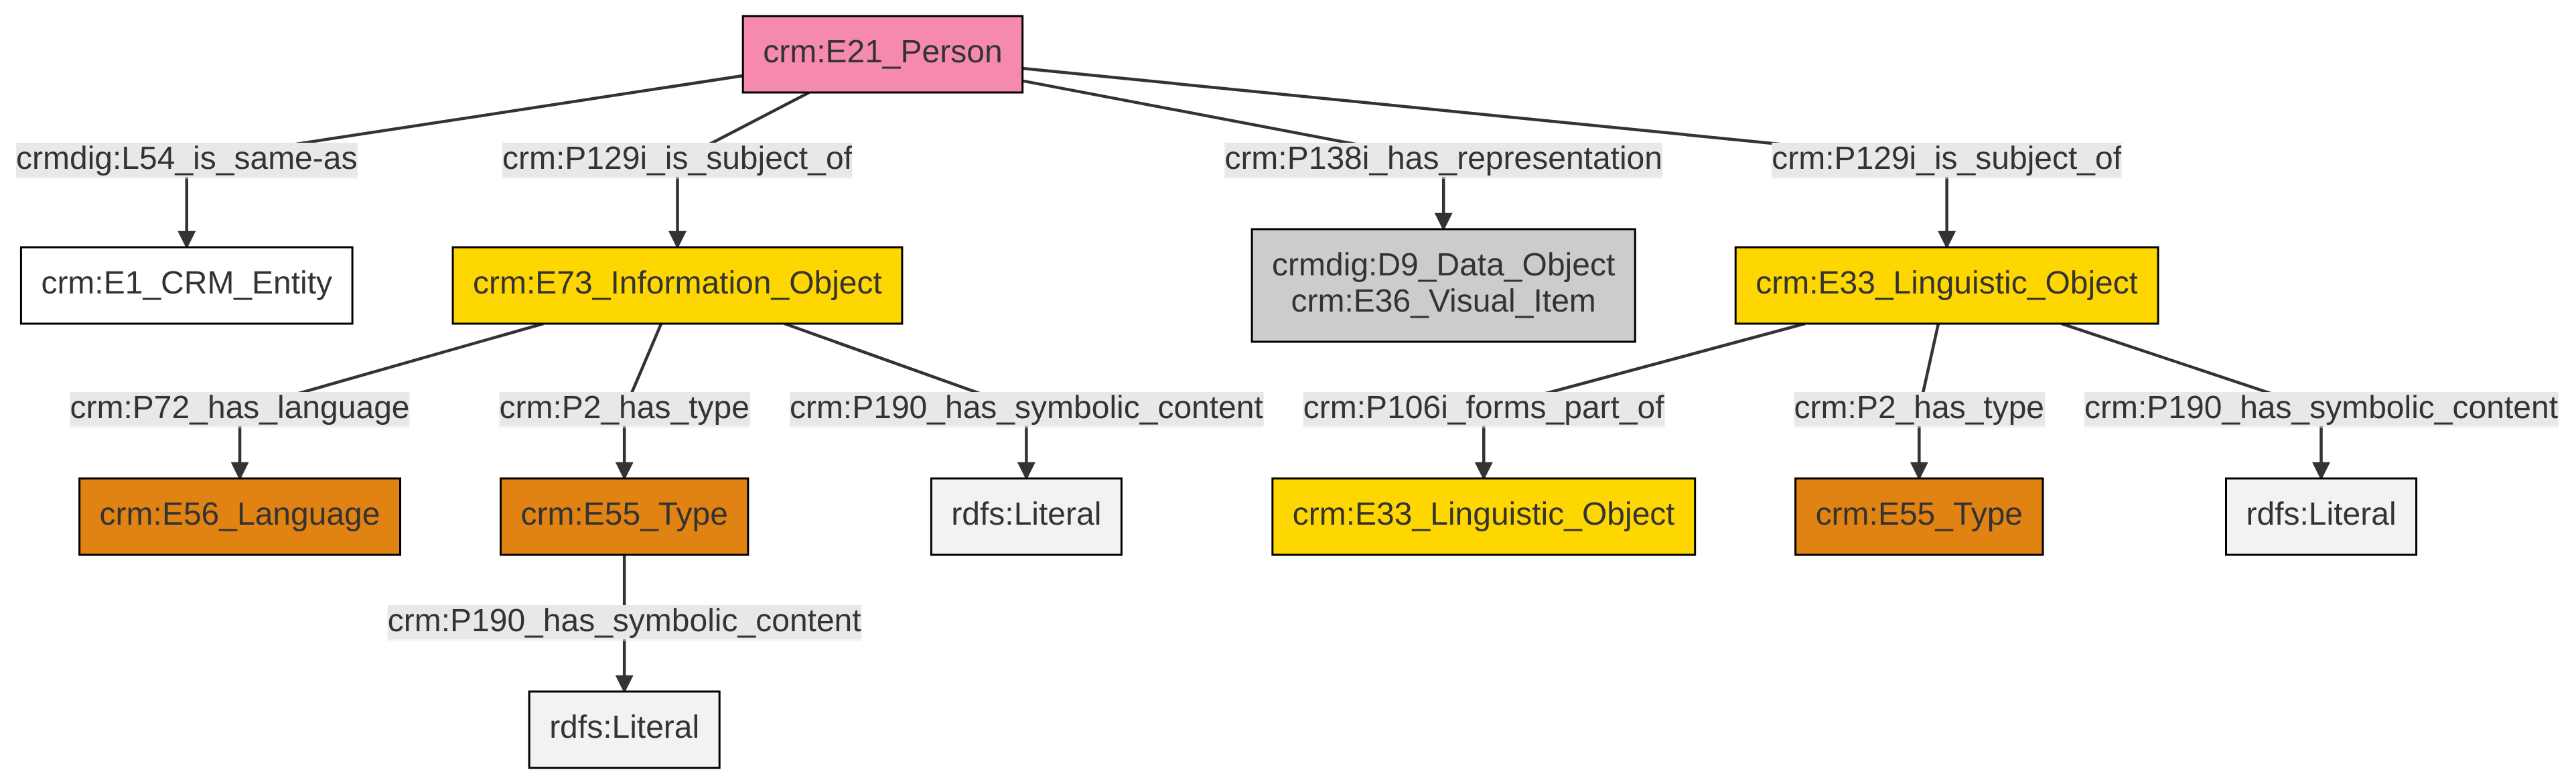 crm:E21_Person
crmdig:L54_is_same-as
crm:P129i_is_subject_of
crm:P138i_has_representation
crm:P129i_is_subject_of
crm:E1_CRM_Entity
crm:E73_Information_Object
crmdig:D9_Data_Object
crm:E36_Visual_Item
crm:E33_Linguistic_Object
crm:P72_has_language
crm:P2_has_type
crm:P190_has_symbolic_content
crm:P106i_forms_part_of
crm:P2_has_type
crm:P190_has_symbolic_content
crm:E56_Language
crm:E55_Type
rdfs:Literal
crm:E33_Linguistic_Object
crm:E55_Type
rdfs:Literal
crm:P190_has_symbolic_content
rdfs:Literal